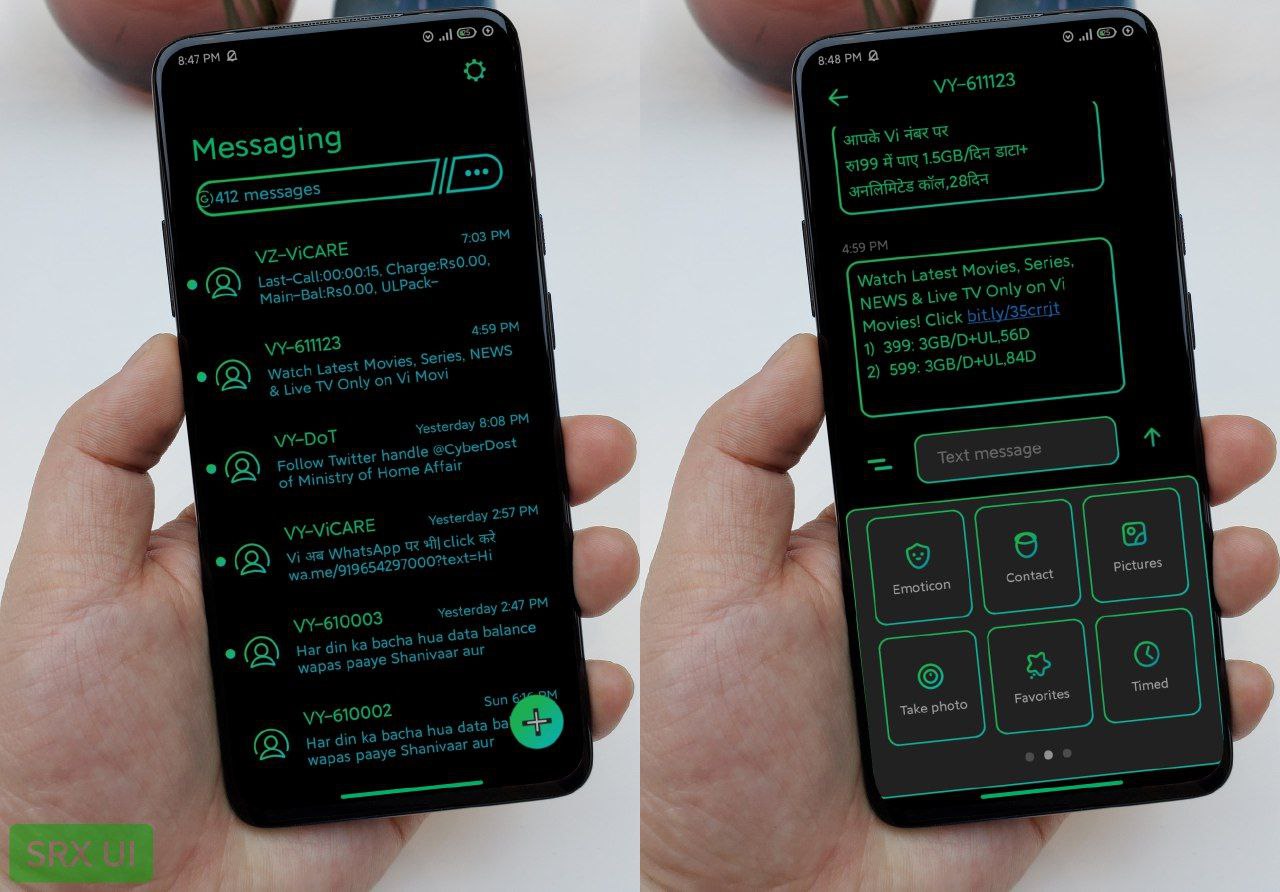 8:47 PM
25
Messaging
412 messages
VZ-ViCARE
7:03 PM
Last-Call:00:00:15, Charge:Rs0.00,
Main-Bal:Rs0.00, ULPack-
VY-611123
4:59 PM
Watch Latest Movies, Series, NEWS
& Live TV Only on Vi Movi
VY-DoT
Yesterday 8:08 PM
Follow Twitter handle @CyberDost
of Ministry of Home Affair
VY-ViCARE
Yesterday 2:57 PM
Vi अब WhatsApp पर भी| click करे
wa.me/919654297000?text=Hi
VY-610003
Yesterday 2:47 PM
Har din ka bacha hua data balance
wapas paaye Shanivaar aur
VY-610002
Sun 6:16 PM
Har din ka bacha hua data ba
wapas paaye Shanivaar aur
SRX UI
8:48 PM
25
VY-611123
आपके Vi नंबर पर
रु199 में पाए 1.5GB/दिन डाटा+
अनलिमिटेड कॉल,28दिन
4:59 PM
Watch Latest Movies, Series,
NEWS & Live TV Only on Vi
Movies! Click bit.ly/35crrjt
1) 399: 3GB/D+UL,56D
2) 599: 3GB/D+UL,84D
Text message
Emoticon
Contact
Pictures
Take photo
Favorites
Timed